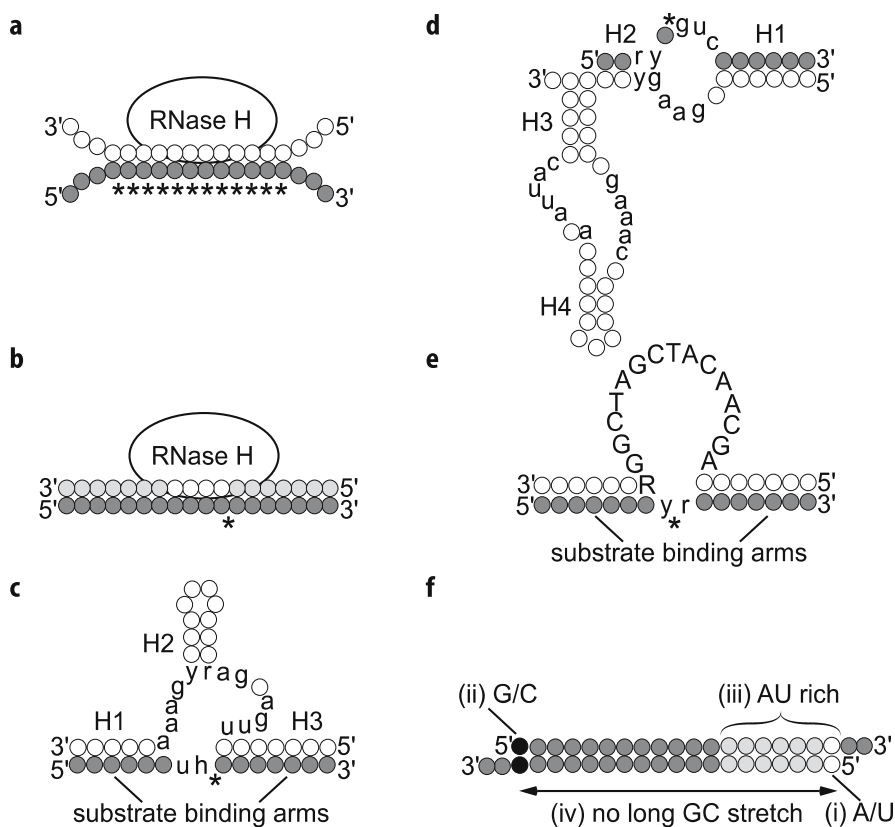 a
RNase H
3'
5'
5'
3'
************
b
RNase H
3'
5'
5'
3'
*
c
H2
y r a g
g
a
a
a
a
g
u u
H1
H3
3'
5'
5'
u h
*
3'
substrate binding arms
d
H2
*
g u c
H1
5'
r y
3'
3'
y g
5'
a a g
H3
c a
u
u
a a
g
a
a
a
c
H4
e
A G C T A C A A C G A
T
C
G
G
R
3'
5'
5'
y r
3'
*
substrate binding arms
f
(ii) G/C
(iii) AU rich
5'
3'
3'
5'
(iv) no long GC stretch
(i) A/U